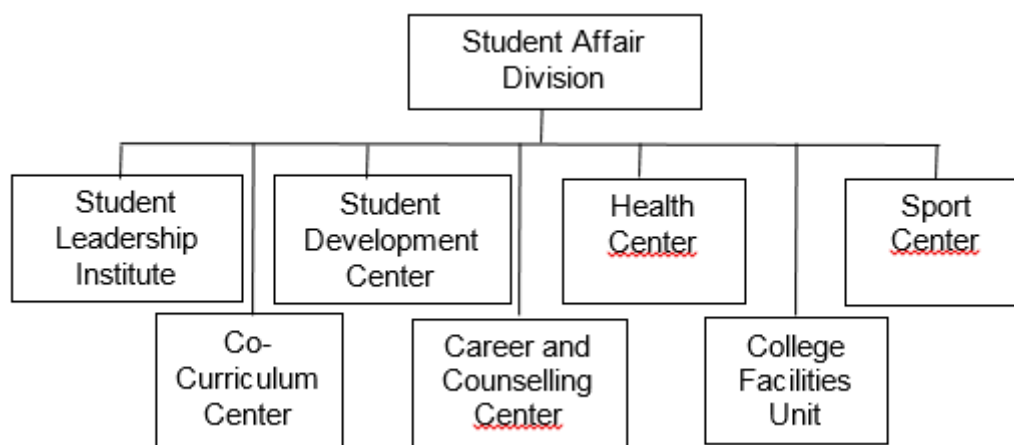 Student Affair
Division
Student
Leadership
Institute
Student
Development
Center
Health
Center
Sport
Center
Co-
Curriculum
Center
Career and
Counselling
Center
College
Facilities
Unit